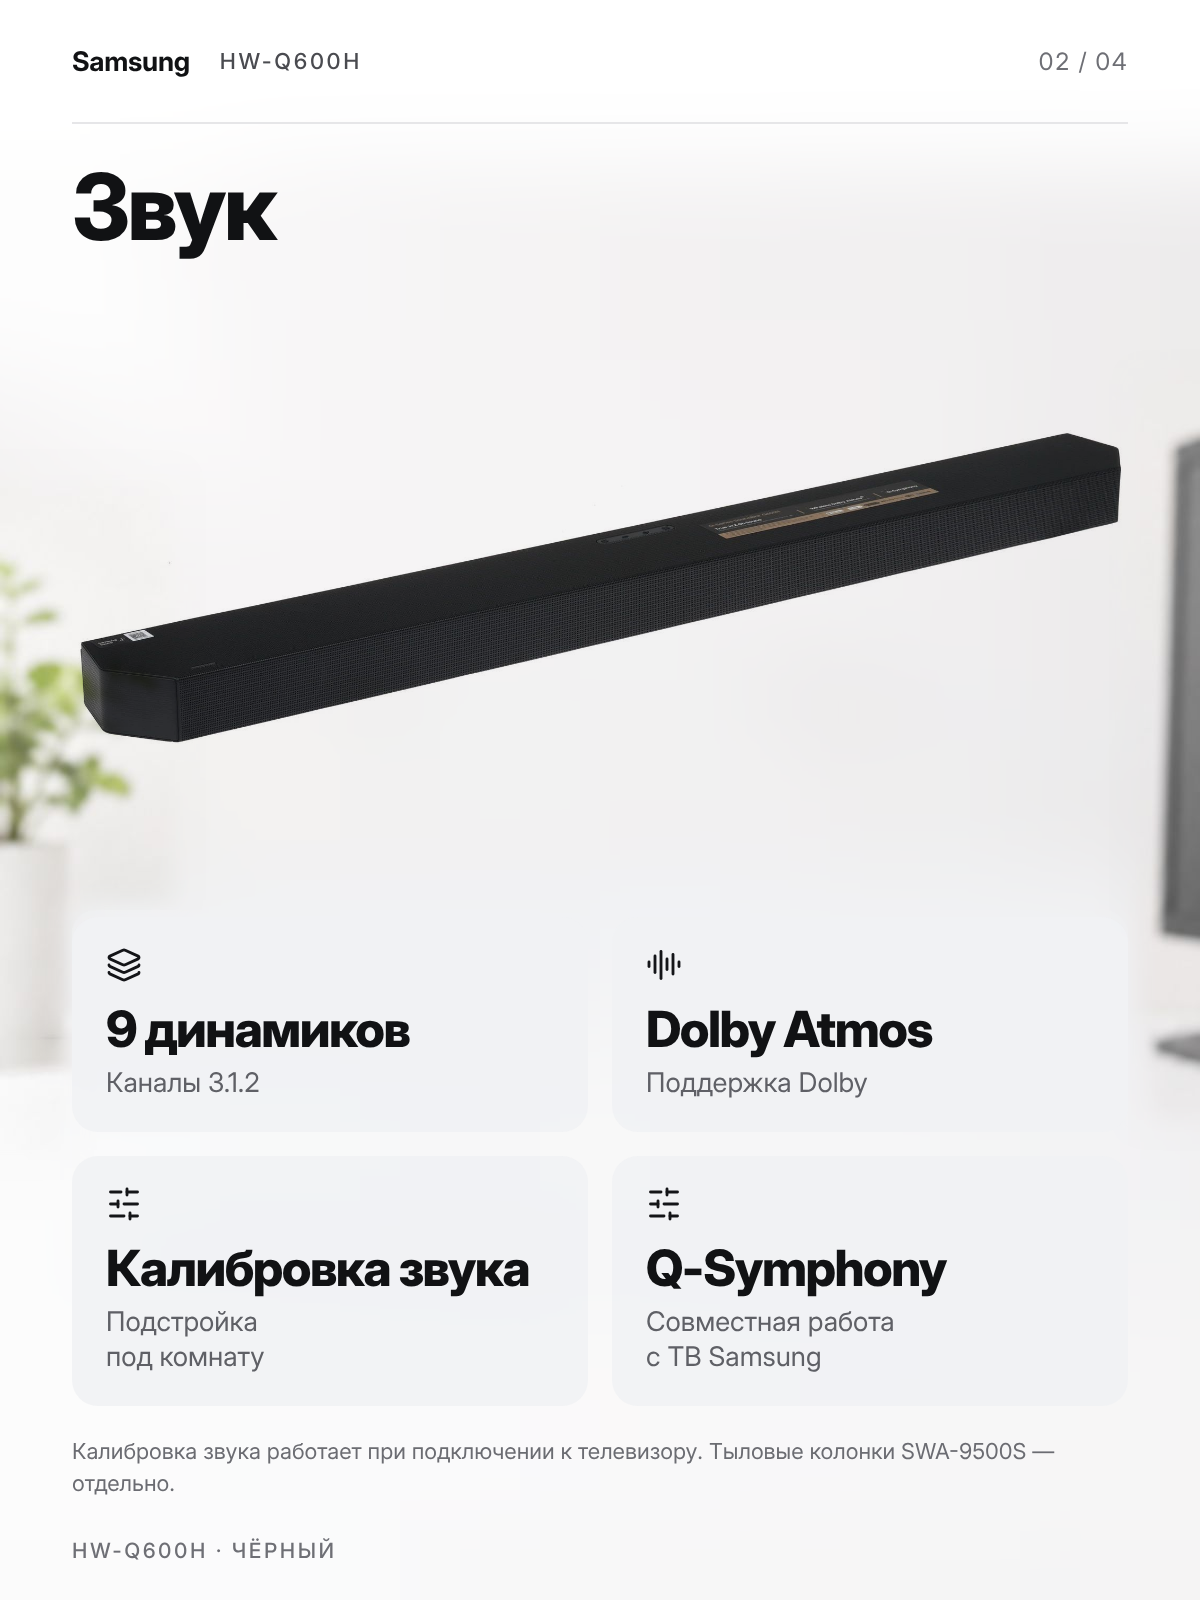 Samsung HW-Q600H 02 / 04
Звук
9 динамиков
Каналы 3.1.2
Dolby Atmos
Поддержка Dolby
Калибровка звука
Подстройка
под комнату
Q-Symphony
Совместная работа
с ТВ Samsung
Калибровка звука работает при подключении к телевизору. Тыловые колонки SWA-9500S —
отдельно.
HW-Q600H · ЧЁРНЫЙ